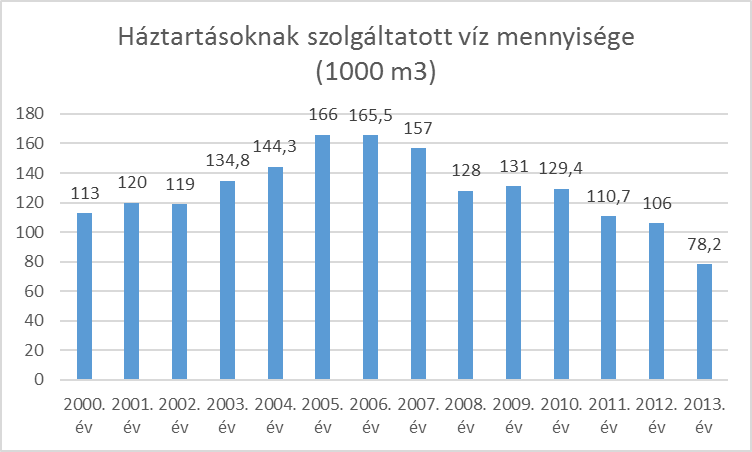 Háztartásoknak szolgáltatott víz mennyisége
(1000 m3)
180
160
140
120
100
80
60
40
20
0
113
120
119
134,8
144,3
166
165,5
157
128
131
129,4
110,7
106
78,2
2000. év
2001. év
2002. év
2003. év
2004. év
2005. év
2006. év
2007. év
2008. év
2009. év
2010. év
2011. év
2012. év
2013. év